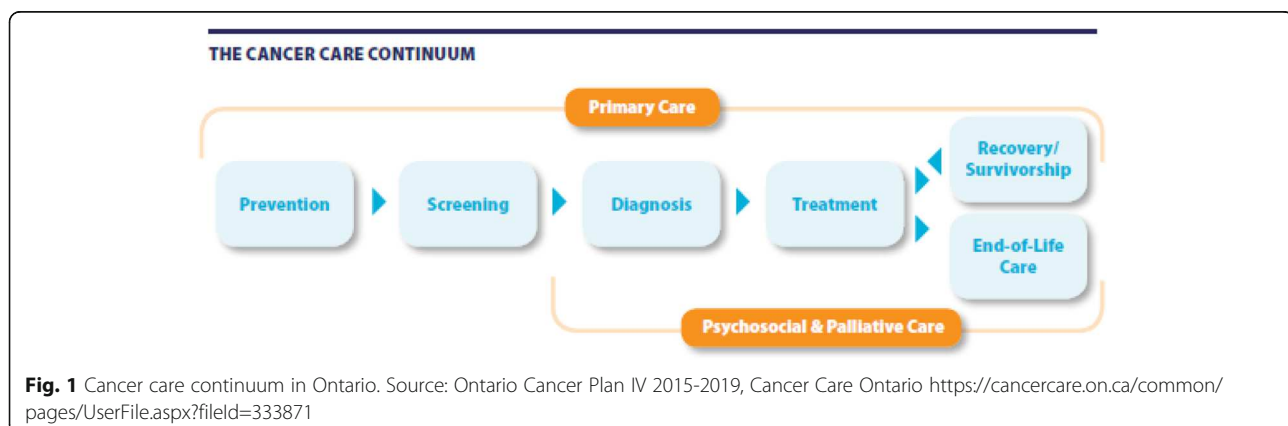 THE CANCER CARE CONTINUUM
Primary Care
Prevention
Screening
Diagnosis
Treatment
Recovery/
Survivorship
End-of-Life
Care
Psychosocial & Palliative Care
Fig. 1 Cancer care continuum in Ontario. Source: Ontario Cancer Plan IV 2015-2019, Cancer Care Ontario https://cancercare.on.ca/common/
pages/UserFile.aspx?fileId=333871